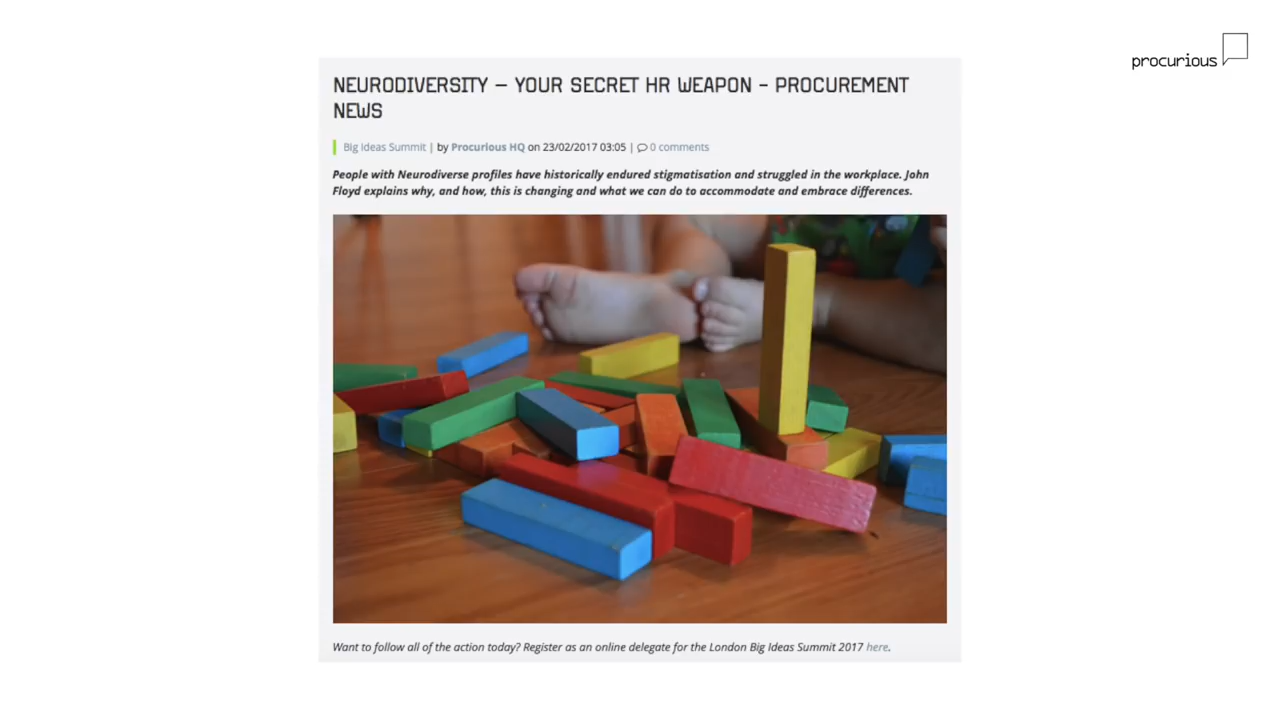 procurious
NEURODIVERSITY – YOUR SECRET HR WEAPON – PROCUREMENT
NEWS
Big Ideas Summit | by Procurious HQ on 23/02/2017 03:05 | 0 comments
People with Neurodiverse profiles have historically endured stigmatisation and struggled in the workplace. John
Floyd explains why, and how, this is changing and what we can do to accommodate and embrace differences.
Want to follow all of the action today? Register as an online delegate for the London Big Ideas Summit 2017 here.